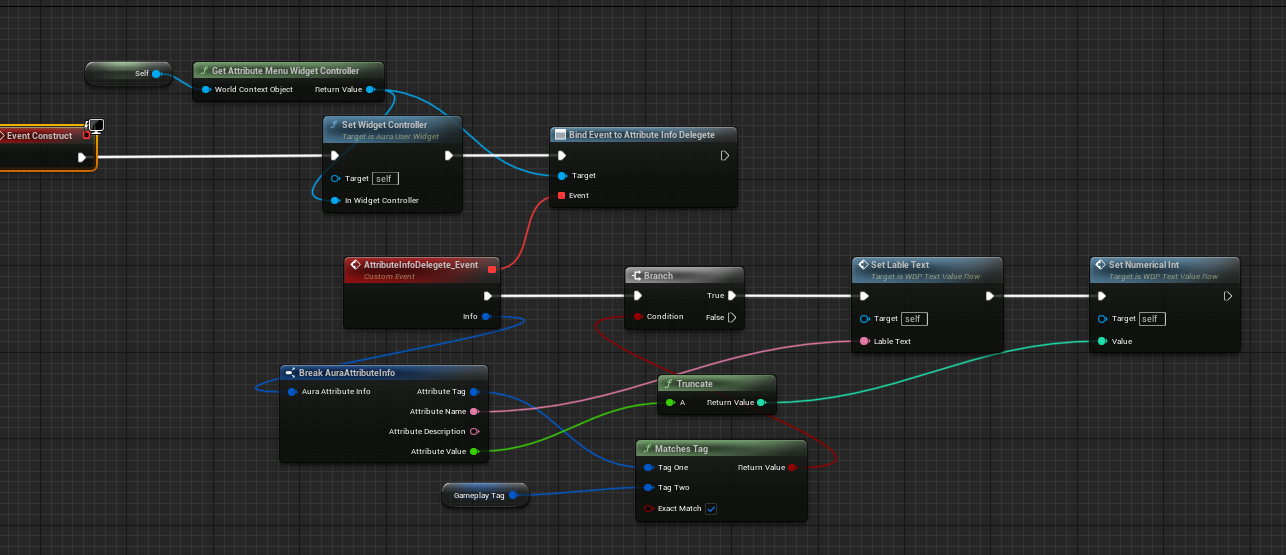 Self
Get Attribute Menu Widget Controller
World Context Object Return Value
Event Construct
Set Widget Controller
Target is Aura User Widget
Target self
In Widget Controller
Bind Event to Attribute Info Delegete
Target
Event
AttributeInfoDelegete_Event
Custom Event
Info
Branch
True
Condition False
Set Lable Text
Target is WBP Text Value Row
Target self
Lable Text
Set Numerical Int
Target is WBP Text Value Row
Target self
Value
Break AuraAttributeInfo
Aura Attribute Info Attribute Tag
Attribute Name
Attribute Description
Attribute Value
Truncate
A Return Value
Matches Tag
Tag One Return Value
Tag Two
Exact Match
Gameplay Tag